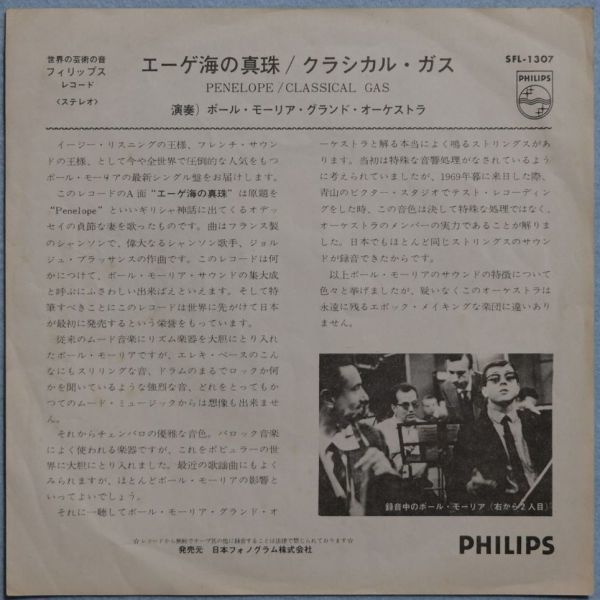 世界の芸術の音
フィリップス
レコード
〈ステレオ〉
エーゲ海の真珠/クラシカル・ガス
PENELOPE/CLASSICAL GAS
演奏）ポール・モーリア・グランド・オーケストラ
SFL-1307
PHILIPS
イージー・リスニングの王様、フレンチ・サウン
ドの王様、として今や全世界で圧倒的な人気をもつ
ポール・モーリアの最新シングル盤をお届けします。
このレコードのA面“エーゲ海の真珠”は原題を
“Penelope”といいギリシャ神話に出てくるオデッ
セイの貞節な妻を歌ったものです。曲はフランス製
のシャンソンで、偉大なるシャンソン歌手、ジョル
ジュ・ブラッサンスの作曲です。このレコードは何
かにつけて、ポール・モーリア・サウンドの集大成
と呼ぶにふさわしい出来ばえといえます。そして特
筆すべきことにこのレコードは世界に先がけて日本
が最初に発売するという栄誉をもっています。
従来のムード音楽にリズム楽器を大胆にとり入れ
たポール・モーリアですが、エレキ・ベースのこん
なにもスリリングな音、ドラムのまるでロックか何
かを聞いているような強烈な音、どれをとってもか
つてのムード・ミュージックからは想像も出来ませ
ん。
それからチェンバロの優雅な音色。バロック音楽
によく使われる楽器ですが、これをポピュラーの世
界に大胆にとり入れました。最近の歌謡曲にもよく
みられますが、ほとんどポール・モーリアの影響と
いってよいでしょう。
それに一聴してポール・モーリア・グランド・オ
ーケストラと解る本当によく鳴るストリングスがあ
ります。当初は特殊な音響処理がなされているよう
に考えられていましたが、1969年暮に来日した際、
青山のビクター・スタジオでテスト・レコーディン
グをした時、この音色は決して特殊な処理ではなく、
オーケストラのメンバーの実力であることが解りま
した。日本でもほとんど同じストリングスのサウン
ドが録音できたからです。
以上ポール・モーリアのサウンドの特徴について
色々と挙げましたが、疑いなくこのオーケストラは
永遠に残るエポック・メイキングな楽団に違いあり
ません。
録音中のポール・モーリア（右から2人目）
☆レコードから無断でテープ其の他に録音することは法律で禁じられております☆
発売元 日本フォノグラム株式会社
PHILIPS